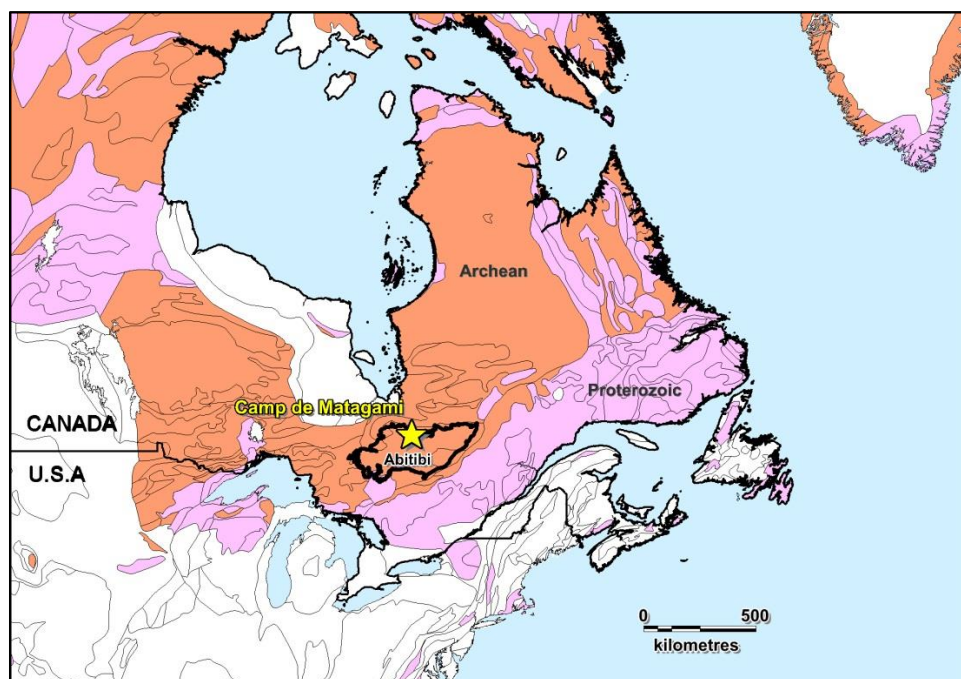 Archean
Proterozoic
Camp de Matagami
CANADA
Abitibi
U.S.A
0 500
kilometres